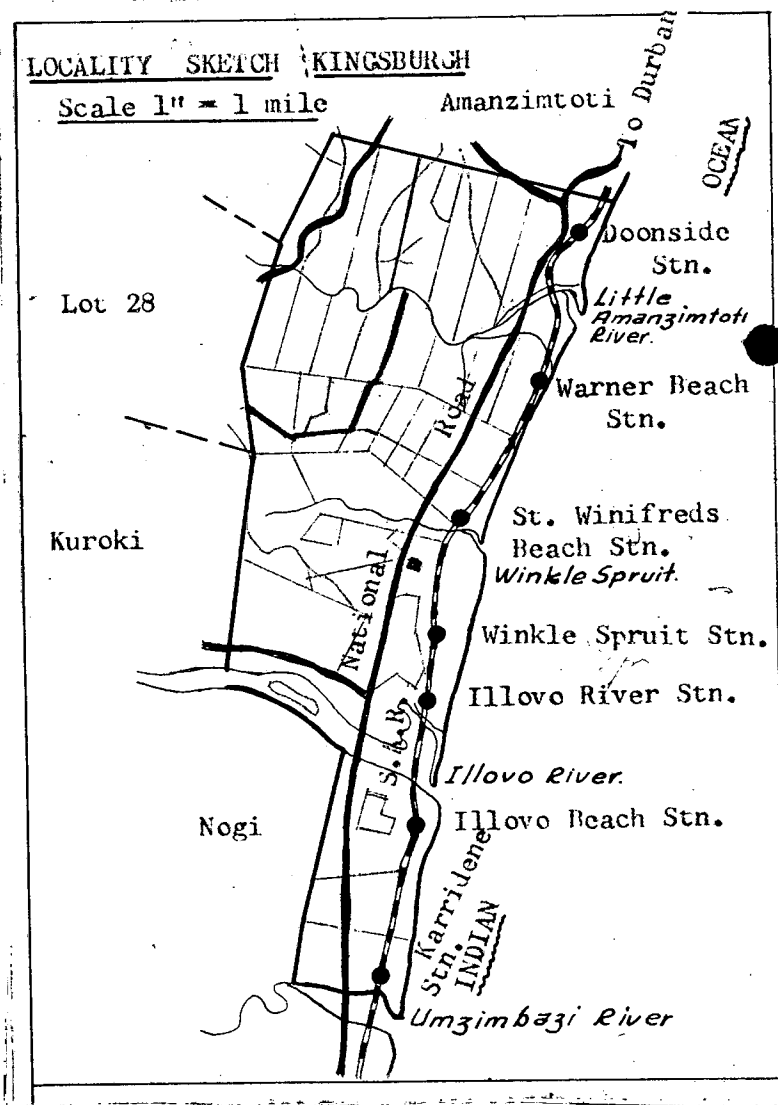 LOCALITY SKETCH KINGSBURGH
Scale 1" = 1 mile
Amanzimtoti
To Durban
OCEAN
Doonside
Stn.
Lot 28
Little
Amanzimtoti
River.
Warner Beach
Stn.
Road
St. Winifreds
Beach Stn.
Kuroki
Winkle Spruit.
National
Winkle Spruit Stn.
Illovo River Stn.
S.A.R.
Illovo River.
Nogi
Illovo Beach Stn.
Karridene
Stn.
INDIAN
Umzimbazi River